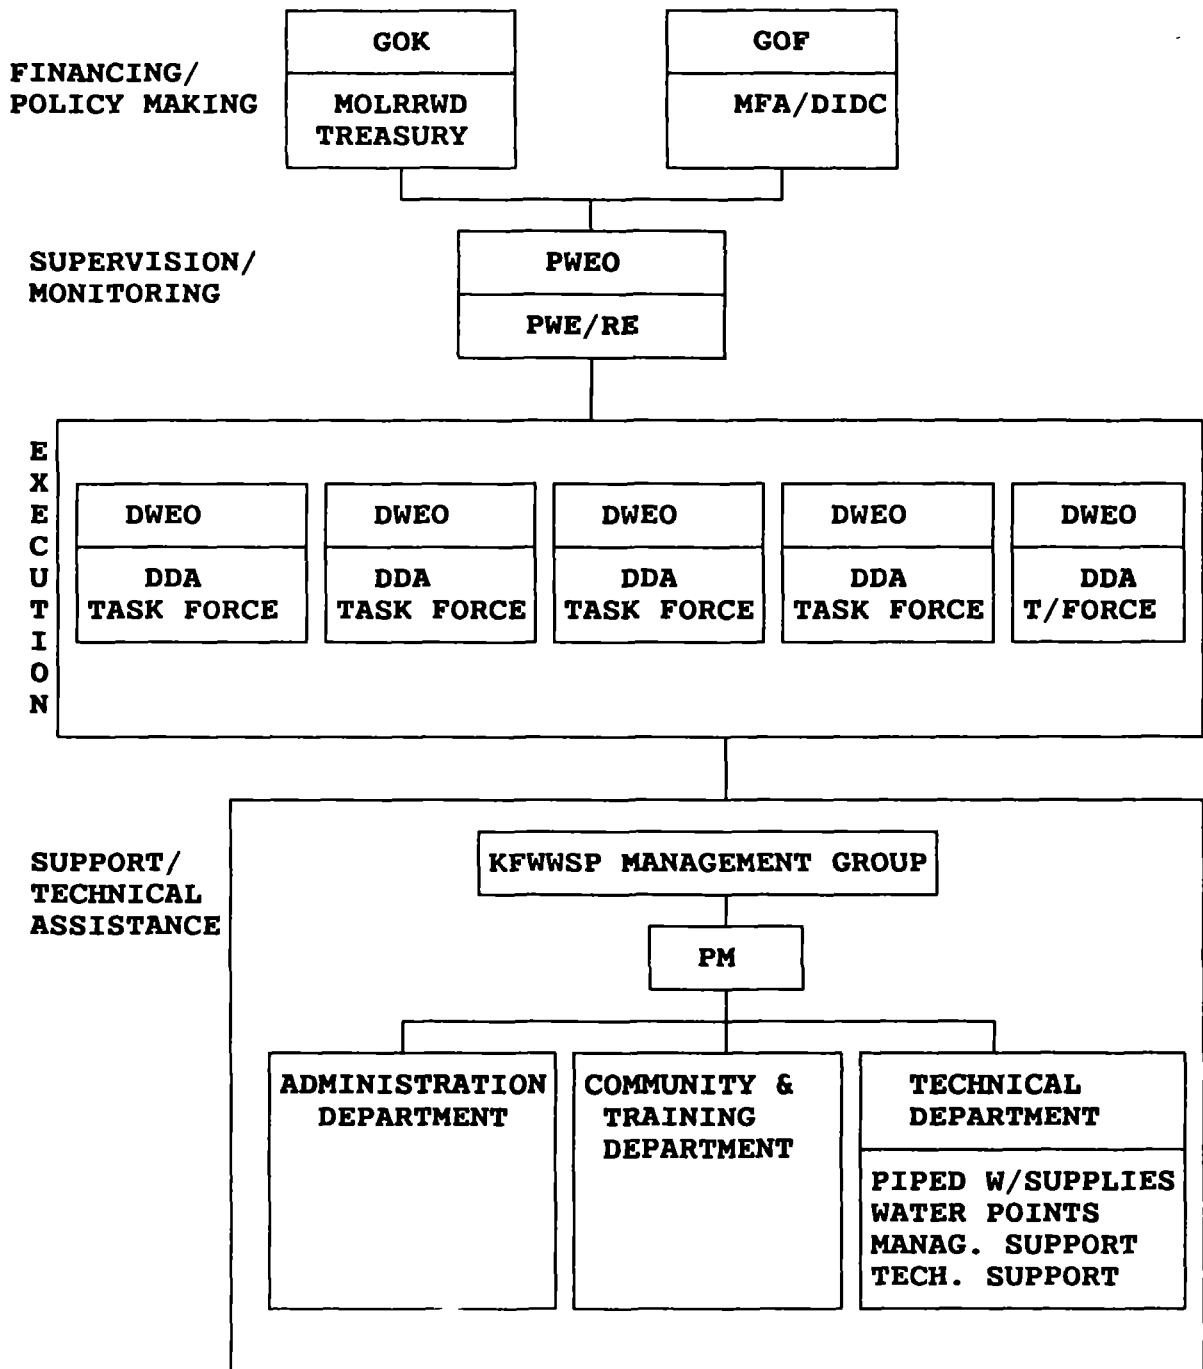 GOK
GOF
FINANCING/
POLICY MAKING
MOLRRWD
TREASURY
MFA/DIDC
SUPERVISION/
MONITORING
PWEO
PWE/RE
EXECUTION
DWEO
DDA
TASK FORCE
DWEO
DDA
TASK FORCE
DWEO
DDA
TASK FORCE
DWEO
DDA
TASK FORCE
DWEO
DDA
T/FORCE
SUPPORT/
TECHNICAL
ASSISTANCE
KFWWSP MANAGEMENT GROUP
PM
ADMINISTRATION
DEPARTMENT
COMMUNITY &
TRAINING
DEPARTMENT
TECHNICAL
DEPARTMENT
PIPED W/SUPPLIES
WATER POINTS
MANAG. SUPPORT
TECH. SUPPORT